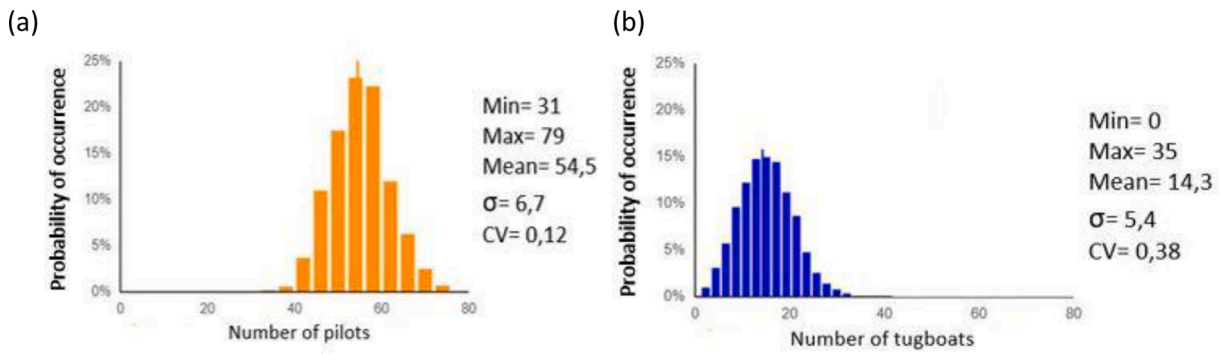 (a)
Probability of occurrence
25%
20%
15%
10%
5%
0%
0 20 40 60 80
Number of pilots
Min= 31
Max= 79
Mean= 54,5
σ= 6,7
CV= 0,12
(b)
Probability of occurrence
25%
20%
15%
10%
5%
0%
0 20 40 60 80
Number of tugboats
Min= 0
Max= 35
Mean= 14,3
σ= 5,4
CV= 0,38